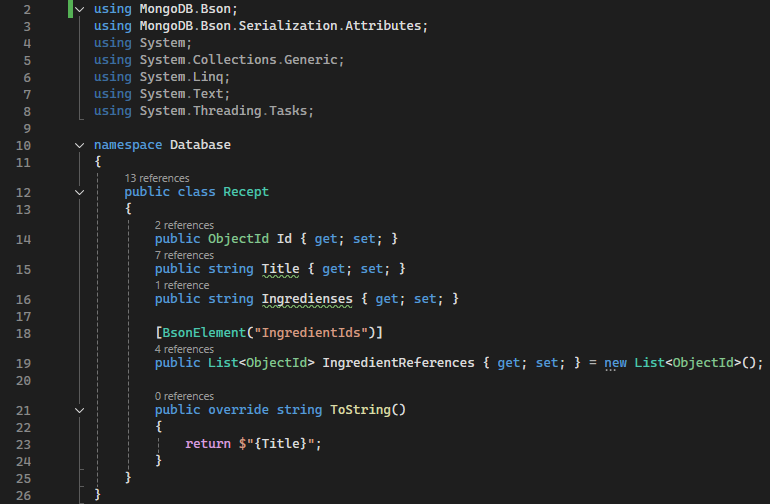 2 using MongoDB.Bson;
3 using MongoDB.Bson.Serialization.Attributes;
4 using System;
5 using System.Collections.Generic;
6 using System.Linq;
7 using System.Text;
8 using System.Threading.Tasks;
9
10 namespace Database
11 {
13 references
12 public class Recept
13 {
2 references
14 public ObjectId Id { get; set; }
7 references
15 public string Title { get; set; }
1 reference
16 public string Ingredienses { get; set; }
17
18 [BsonElement("IngredientIds")]
4 references
19 public List<ObjectId> IngredientReferences { get; set; } = new List<ObjectId>();
20
0 references
21 public override string ToString()
22 {
23 return $"{Title}";
24 }
25 }
26 }